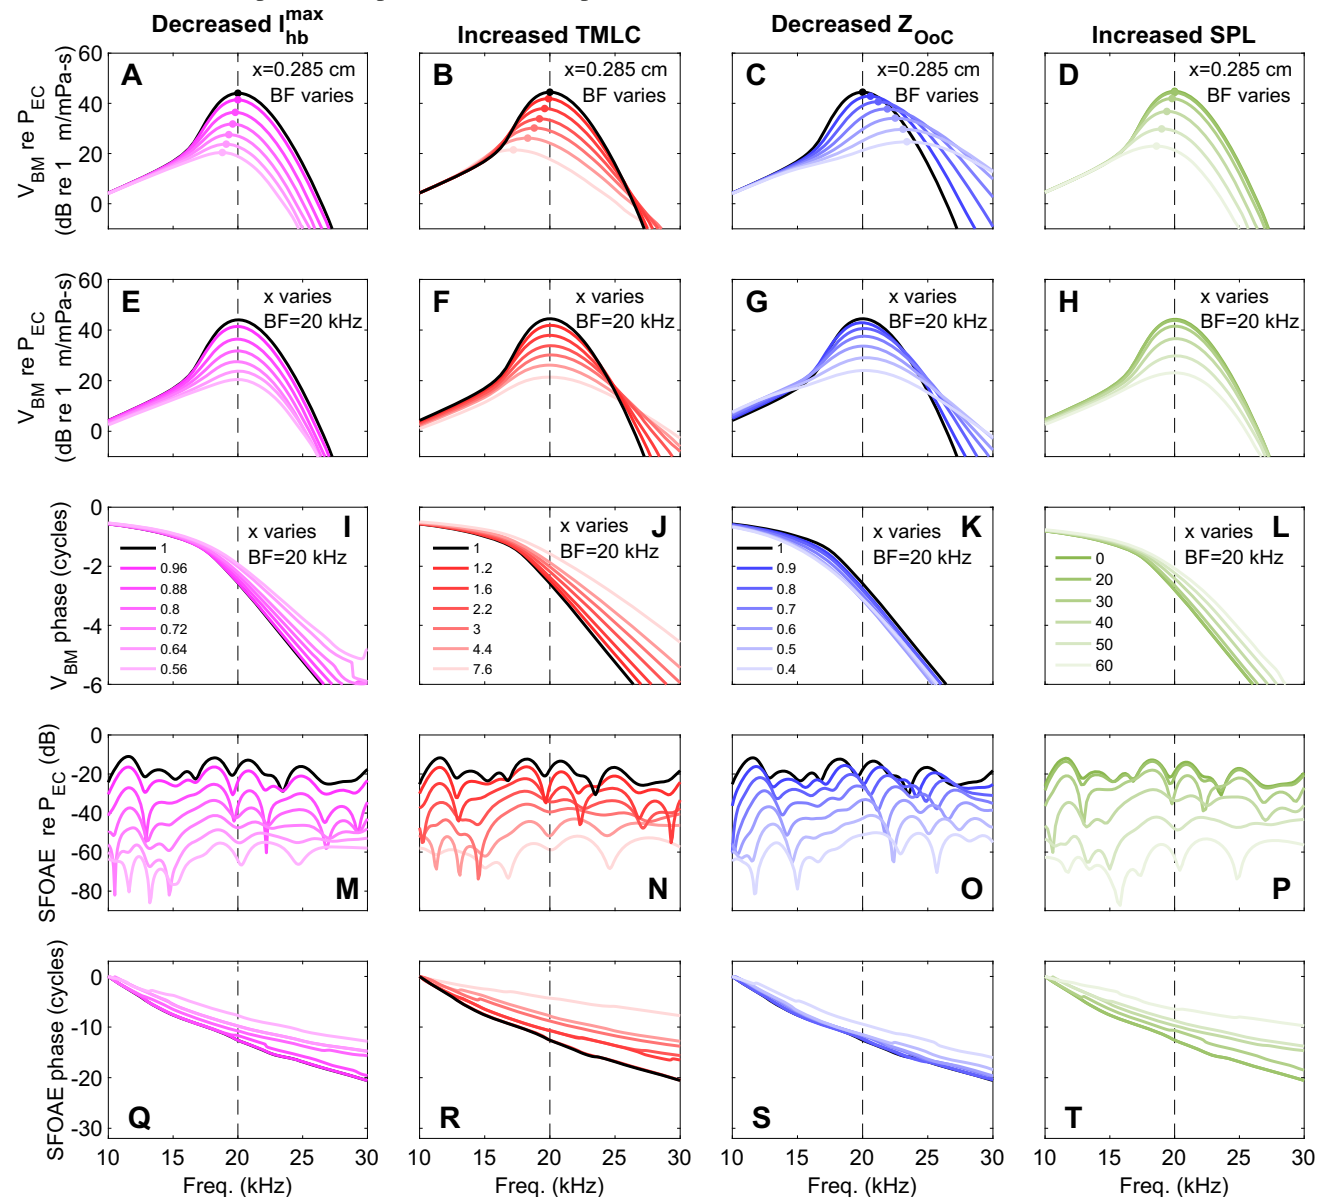 Decreased I_hb^max
Increased TMLC
Decreased Z_OoC
Increased SPL
V_BM re P_EC
(dB re 1   m/mPa-s)
60
40
20
0
A
x=0.285 cm
BF varies
B
x=0.285 cm
BF varies
C
x=0.285 cm
BF varies
D
x=0.285 cm
BF varies
V_BM re P_EC
(dB re 1   m/mPa-s)
60
40
20
0
E
x varies
BF=20 kHz
F
x varies
BF=20 kHz
G
x varies
BF=20 kHz
H
x varies
BF=20 kHz
V_BM phase (cycles)
0
-2
-4
-6
I
x varies
BF=20 kHz
1
0.96
0.88
0.8
0.72
0.64
0.56
J
x varies
BF=20 kHz
1
1.2
1.6
2.2
3
4.4
7.6
K
x varies
BF=20 kHz
1
0.9
0.8
0.7
0.6
0.5
0.4
L
x varies
BF=20 kHz
0
20
30
40
50
60
SFOAE re P_EC (dB)
0
-20
-40
-60
-80
M
N
O
P
SFOAE phase (cycles)
0
-10
-20
-30
Q
R
S
T
10 15 20 25 30
10 15 20 25 30
10 15 20 25 30
10 15 20 25 30
Freq. (kHz)
Freq. (kHz)
Freq. (kHz)
Freq. (kHz)